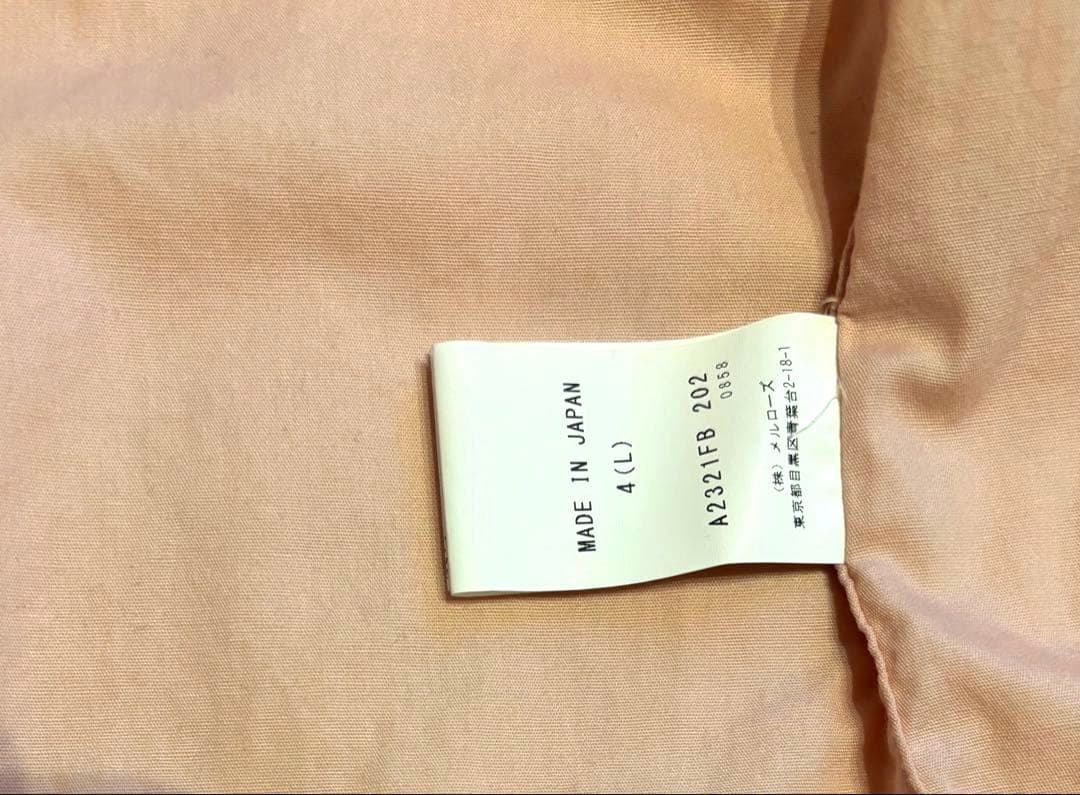 MADE IN JAPAN
4(L)
A2321FB 202
0858
(株) メルローズ
東京都目黒区青葉台2-18-1